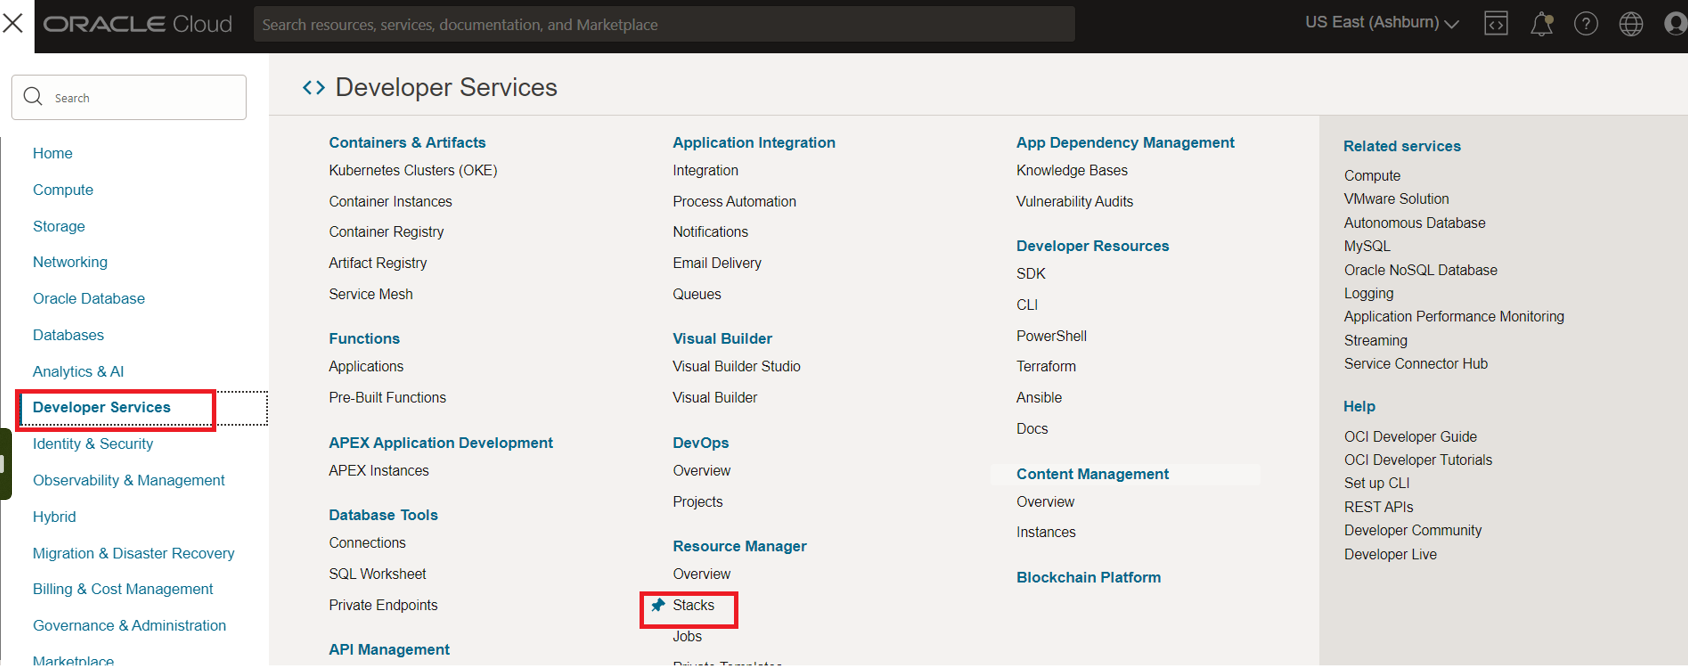 ORACLE Cloud
Search resources, services, documentation, and Marketplace
US East (Ashburn)
Search
Home
Compute
Storage
Networking
Oracle Database
Databases
Analytics & AI
Developer Services
Identity & Security
Observability & Management
Hybrid
Migration & Disaster Recovery
Billing & Cost Management
Governance & Administration
Marketplace
Developer Services
Containers & Artifacts
Kubernetes Clusters (OKE)
Container Instances
Container Registry
Artifact Registry
Service Mesh
Functions
Applications
Pre-Built Functions
APEX Application Development
APEX Instances
Database Tools
Connections
SQL Worksheet
Private Endpoints
API Management
Application Integration
Integration
Process Automation
Notifications
Email Delivery
Queues
Visual Builder
Visual Builder Studio
Visual Builder
DevOps
Overview
Projects
Resource Manager
Overview
Stacks
Jobs
Private Templates
App Dependency Management
Knowledge Bases
Vulnerability Audits
Developer Resources
SDK
CLI
PowerShell
Terraform
Ansible
Docs
Content Management
Overview
Instances
Blockchain Platform
Related services
Compute
VMware Solution
Autonomous Database
MySQL
Oracle NoSQL Database
Logging
Application Performance Monitoring
Streaming
Service Connector Hub
Help
OCI Developer Guide
OCI Developer Tutorials
Set up CLI
REST APIs
Developer Community
Developer Live